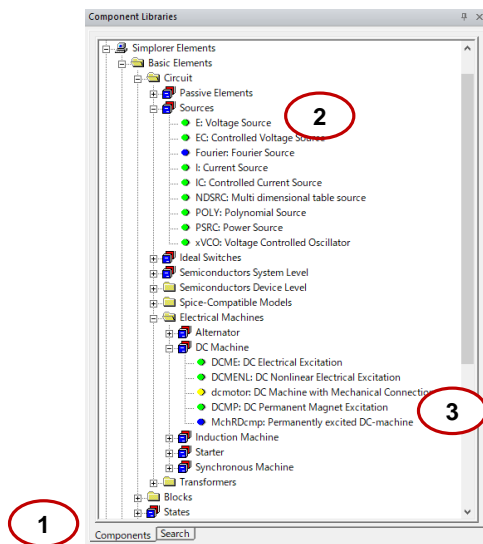 Component Libraries
Simplorer Elements
Basic Elements
Circuit
Passive Elements
Sources
2
E: Voltage Source
EC: Controlled Voltage Source
Fourier: Fourier Source
I: Current Source
IC: Controlled Current Source
NDSRC: Multi dimensional table source
POLY: Polynomial Source
PSRC: Power Source
xVCO: Voltage Controlled Oscillator
Ideal Switches
Semiconductors System Level
Semiconductors Device Level
Spice-Compatible Models
Electrical Machines
Alternator
DC Machine
DCME: DC Electrical Excitation
DCMENL: DC Nonlinear Electrical Excitation
dcmotor: DC Machine with Mechanical Connection
DCMP: DC Permanent Magnet Excitation
3
MchRDcmp: Permanently excited DC-machine
Induction Machine
Starter
Synchronous Machine
Transformers
Blocks
States
1
Components Search